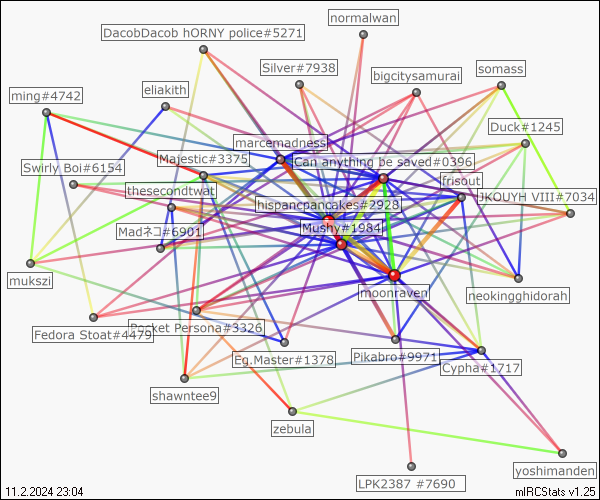 normalwan
DacobDacob hORNY police#5271
Silver#7938
bigcitysamurai
somass
eliakith
ming#4742
Duck#1245
marcemadness
Majestic#3375
Can anything be saved#0396
Swirly Boi#6154
frisout
thesecondtwat
JKOUYH VIII#7034
hispancpancakes#2928
Madネコ#6901
Mushy#1984
mukszi
moonraven
neokingghidorah
Fedora Stoat#4479
Pocket Persona#3326
Eg.Master#1378
Pikabro#9971
Cypha#1717
shawntee9
zebula
yoshimanden
LPK2387 #7690
11.2.2024 23:04
mIRCStats v1.25